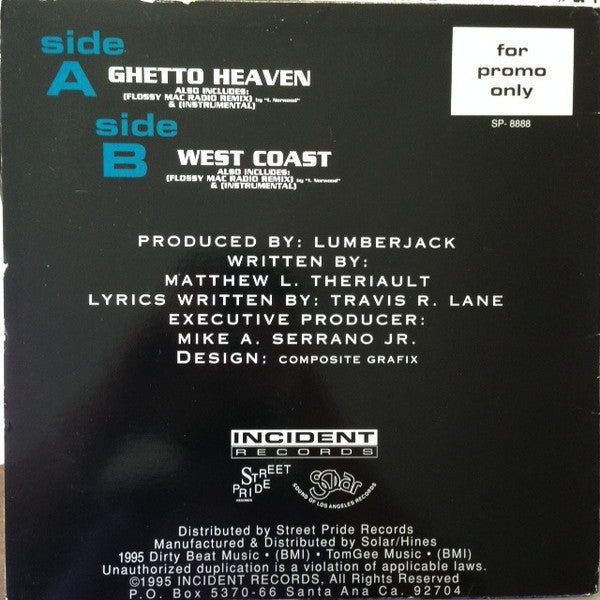 side
A GHETTO HEAVEN
ALSO INCLUDES:
(FLOSSY MAC RADIO REMIX) by "I. Norwood"
& (INSTRUMENTAL)
side
B WEST COAST
ALSO INCLUDES:
(FLOSSY MAC RADIO REMIX) by "I. Norwood"
& (INSTRUMENTAL)
for
promo
only
SP- 8888
PRODUCED BY: LUMBERJACK
WRITTEN BY:
MATTHEW L. THERIAULT
LYRICS WRITTEN BY: TRAVIS R. LANE
EXECUTIVE PRODUCER:
MIKE A. SERRANO JR.
DESIGN: COMPOSITE GRAFIX
INCIDENT
RECORDS
STREET
PRIDE
RECORDS
Solar
SOUND OF LOS ANGELES RECORDS
Distributed by Street Pride Records
Manufactured & Distributed by Solar/Hines
1995 Dirty Beat Music • (BMI) • TomGee Music • (BMI)
Unauthorized duplication is a violation of applicable laws.
©1995 INCIDENT RECORDS, All Rights Reserved
P.O. Box 5370-66 Santa Ana Ca. 92704